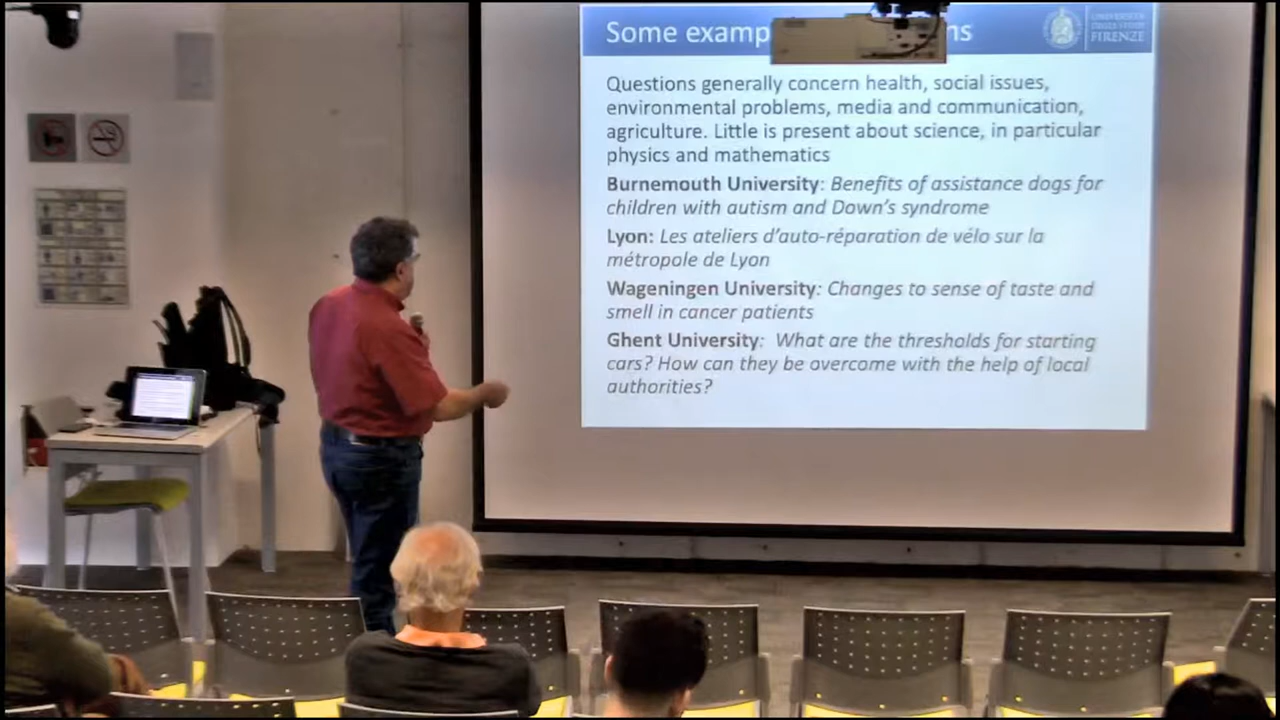 Some examp
ns
UNIVERSITÀ
DEGLI STUDI
FIRENZE
Questions generally concern health, social issues,
environmental problems, media and communication,
agriculture. Little is present about science, in particular
physics and mathematics
Burnemouth University: Benefits of assistance dogs for
children with autism and Down's syndrome
Lyon: Les ateliers d'auto-réparation de vélo sur la
métropole de Lyon
Wageningen University: Changes to sense of taste and
smell in cancer patients
Ghent University: What are the thresholds for starting
cars? How can they be overcome with the help of local
authorities?